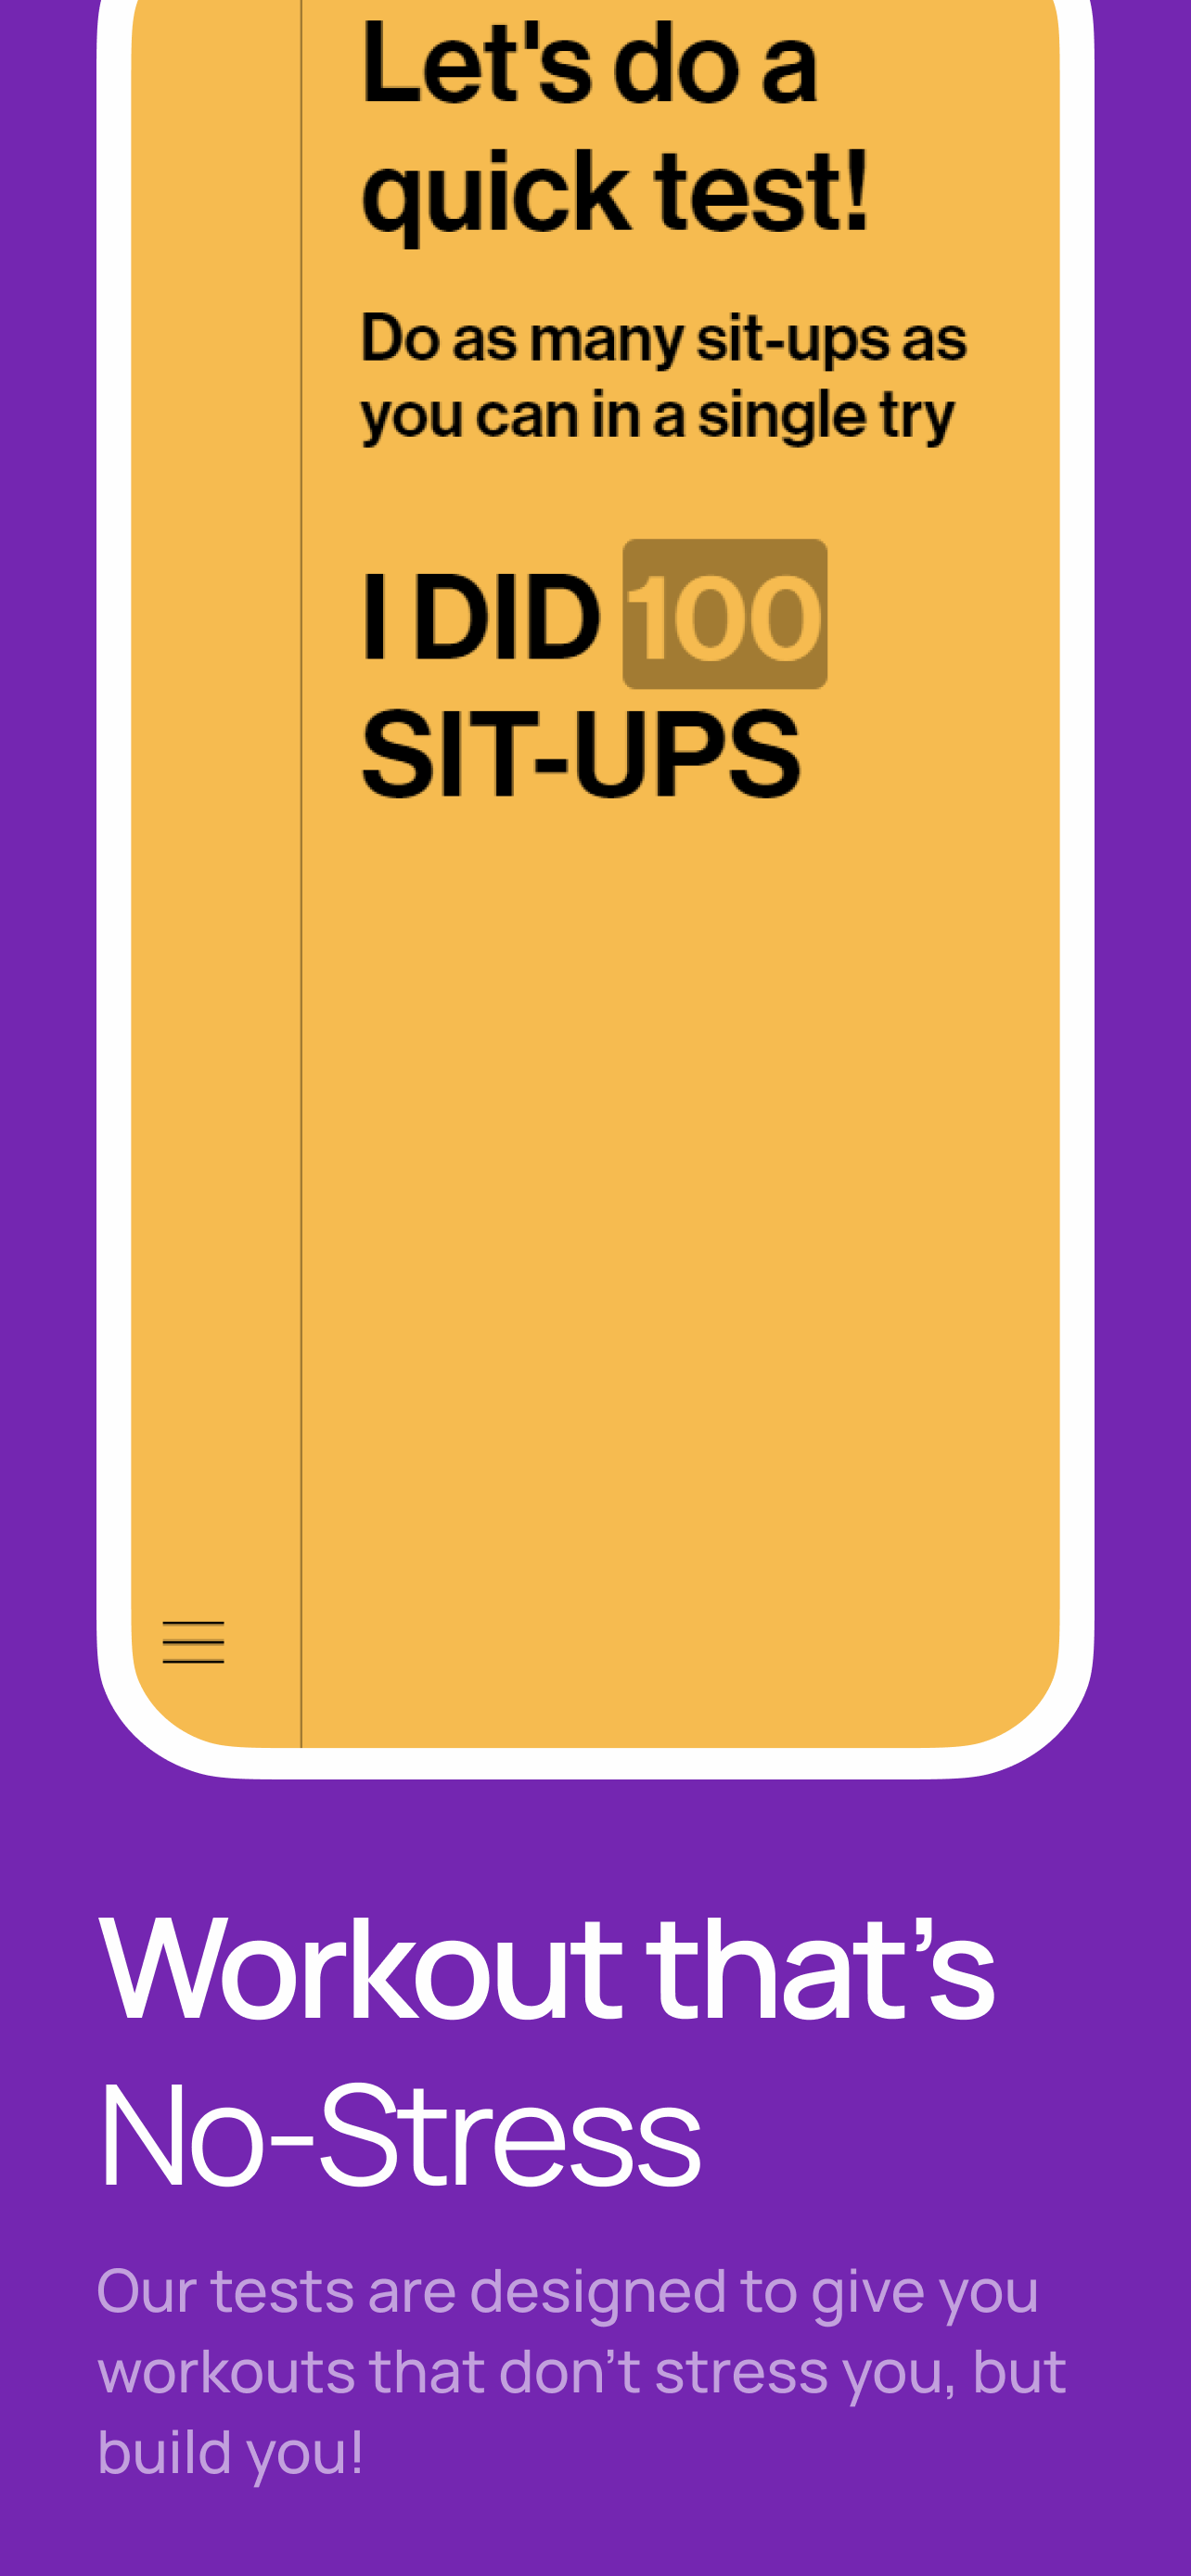 Let's do a
quick test!
Do as many sit-ups as
you can in a single try
I DID 100
SIT-UPS
Workout that’s
No-Stress
Our tests are designed to give you
workouts that don’t stress you, but
build you!